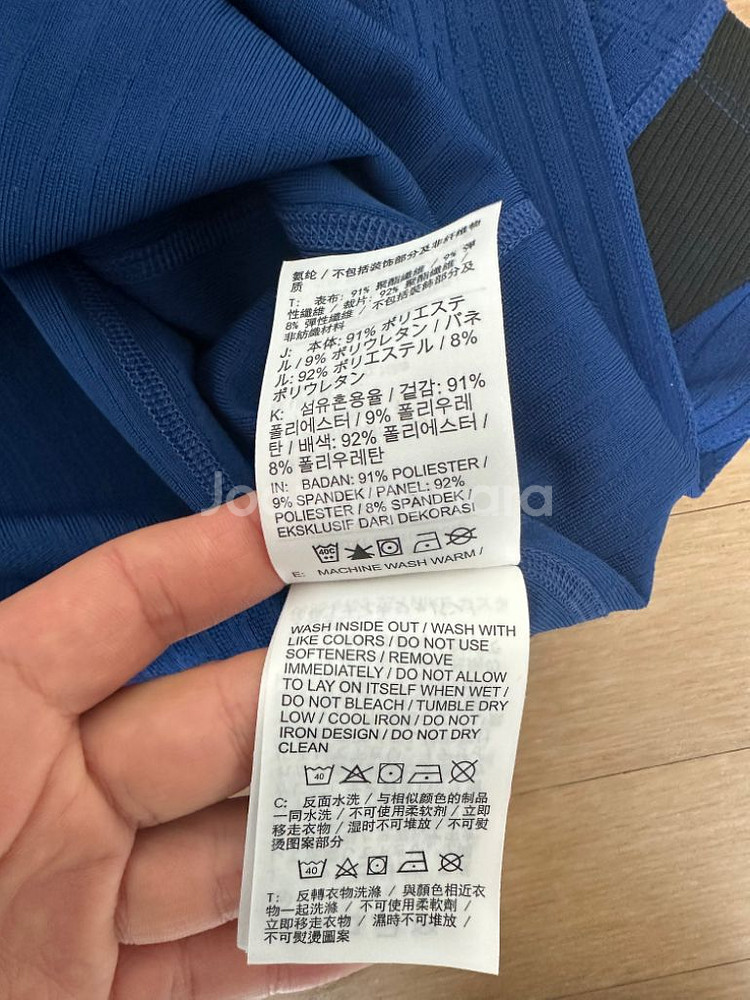 氨纶 / 不包括装饰部分及非纤维物
质
T: 表布: 91% 聚酯纖維 / 9% 彈
性纖維 / 裁片: 92% 聚酯纖維 /
8% 彈性纖維 / 不包括裝飾部分及
非紡織材料
J: 本体: 91% ポリエステ
ル / 9% ポリウレタン / パネ
ル: 92% ポリエステル / 8%
ポリウレタン
K: 섬유혼용율 / 겉감: 91%
폴리에스터 / 9% 폴리우레
탄 / 배색: 92% 폴리에스터 /
8% 폴리우레탄
IN: BADAN: 91% POLIESTER /
9% SPANDEK / PANEL: 92%
POLIESTER / 8% SPANDEK /
EKSKLUSIF DARI DEKORASI
40C
E: MACHINE WASH WARM /
WASH INSIDE OUT / WASH WITH
LIKE COLORS / DO NOT USE
SOFTENERS / REMOVE
IMMEDIATELY / DO NOT ALLOW
TO LAY ON ITSELF WHEN WET /
DO NOT BLEACH / TUMBLE DRY
LOW / COOL IRON / DO NOT
IRON DESIGN / DO NOT DRY
CLEAN
40
C: 反面水洗 / 与相似颜色的制品
一同水洗 / 不可使用柔软剂 / 立即
移走衣物 / 湿时不可堆放 / 不可熨
烫图案部分
40
T: 反轉衣物洗滌 / 與顏色相近衣
物一起洗滌 / 不可使用柔軟劑 /
立即移走衣物 / 濕時不可堆放 /
不可熨燙圖案